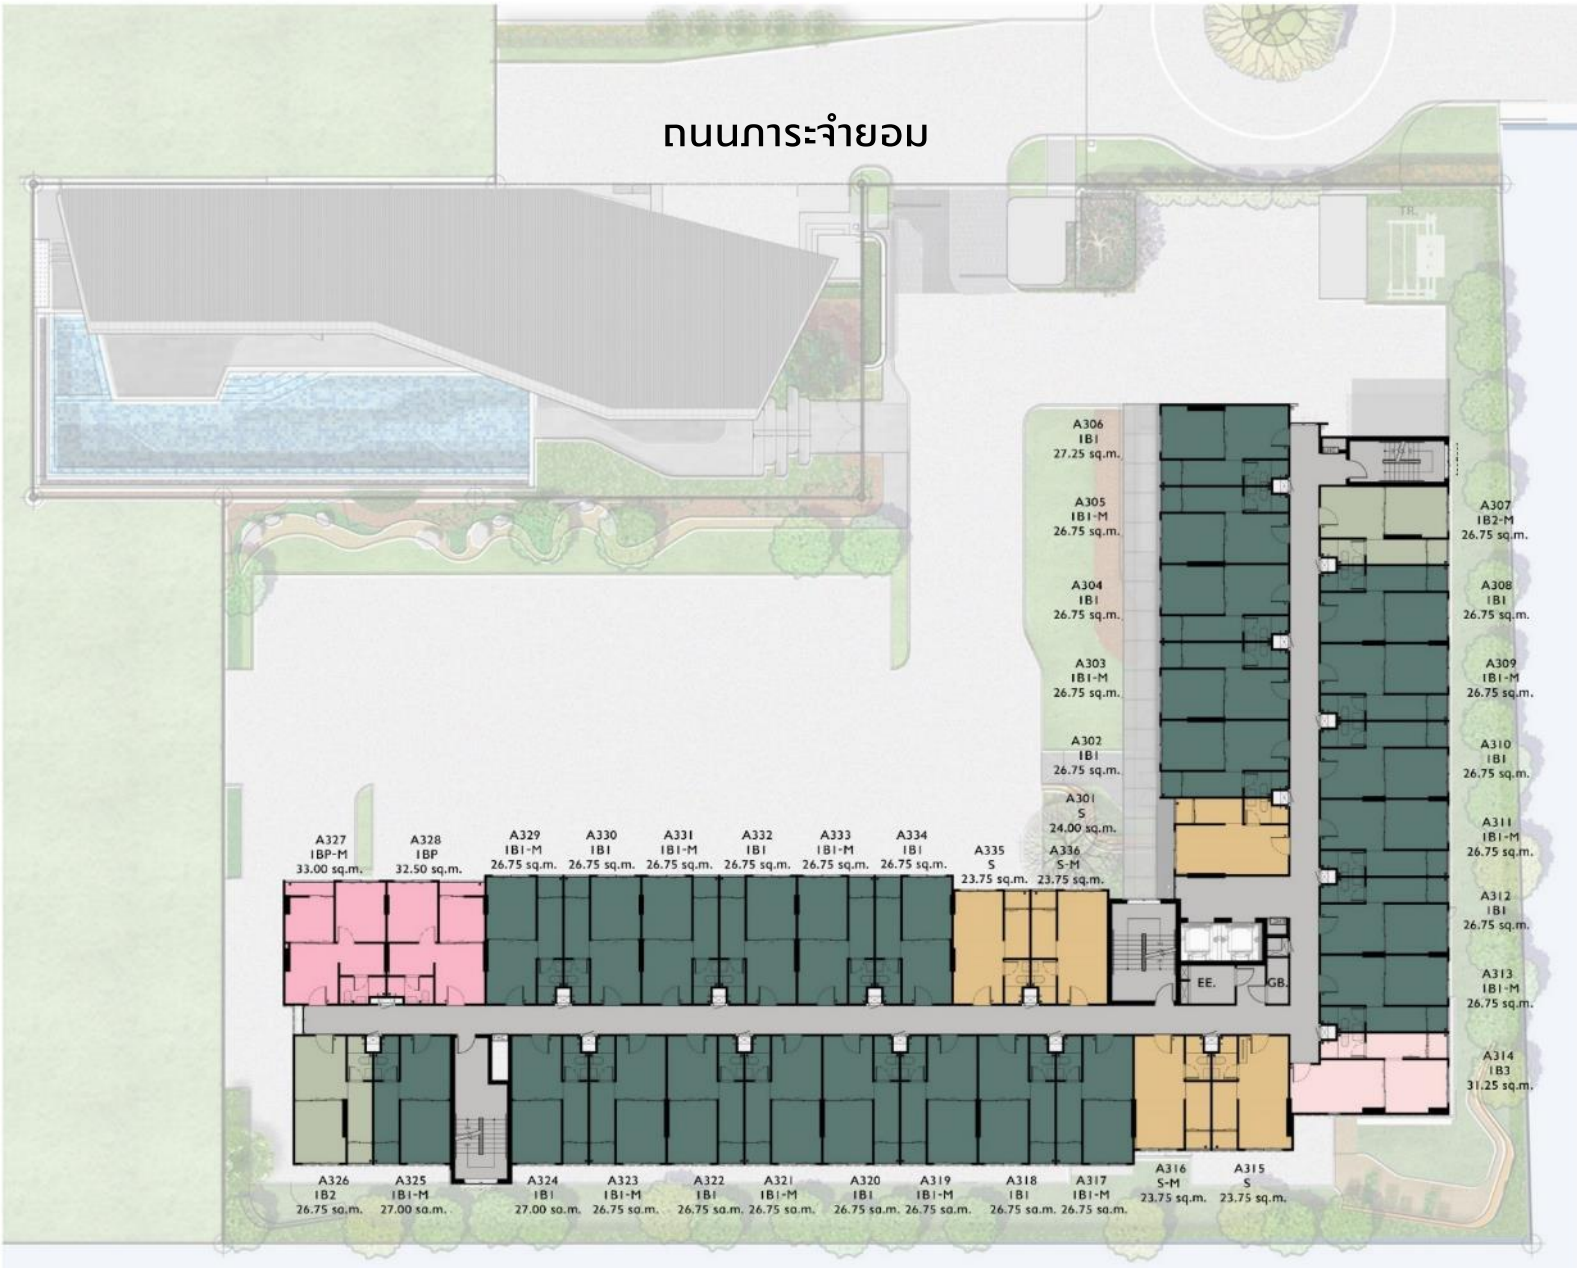 ถนนภาระจำยอม
TR.
A306
1B1
27.25 sq.m.
A305
1B1-M
26.75 sq.m.
A304
1B1
26.75 sq.m.
A303
1B1-M
26.75 sq.m.
A302
1B1
26.75 sq.m.
A301
S
24.00 sq.m.
A307
1B2-M
26.75 sq.m.
A308
1B1
26.75 sq.m.
A309
1B1-M
26.75 sq.m.
A310
1B1
26.75 sq.m.
A311
1B1-M
26.75 sq.m.
A312
1B1
26.75 sq.m.
A313
1B1-M
26.75 sq.m.
A314
1B3
31.25 sq.m.
A327
1BP-M
33.00 sq.m.
A328
1BP
32.50 sq.m.
A329
1B1-M
26.75 sq.m.
A330
1B1
26.75 sq.m.
A331
1B1-M
26.75 sq.m.
A332
1B1
26.75 sq.m.
A333
1B1-M
26.75 sq.m.
A334
1B1
26.75 sq.m.
A335
S
23.75 sq.m.
A336
S-M
23.75 sq.m.
EE.
GB.
A326
1B2
26.75 sq.m.
A325
1B1-M
27.00 sq.m.
A324
1B1
27.00 sq.m.
A323
1B1-M
26.75 sq.m.
A322
1B1
26.75 sq.m.
A321
1B1-M
26.75 sq.m.
A320
1B1
26.75 sq.m.
A319
1B1-M
26.75 sq.m.
A318
1B1
26.75 sq.m.
A317
1B1-M
26.75 sq.m.
A316
S-M
23.75 sq.m.
A315
S
23.75 sq.m.